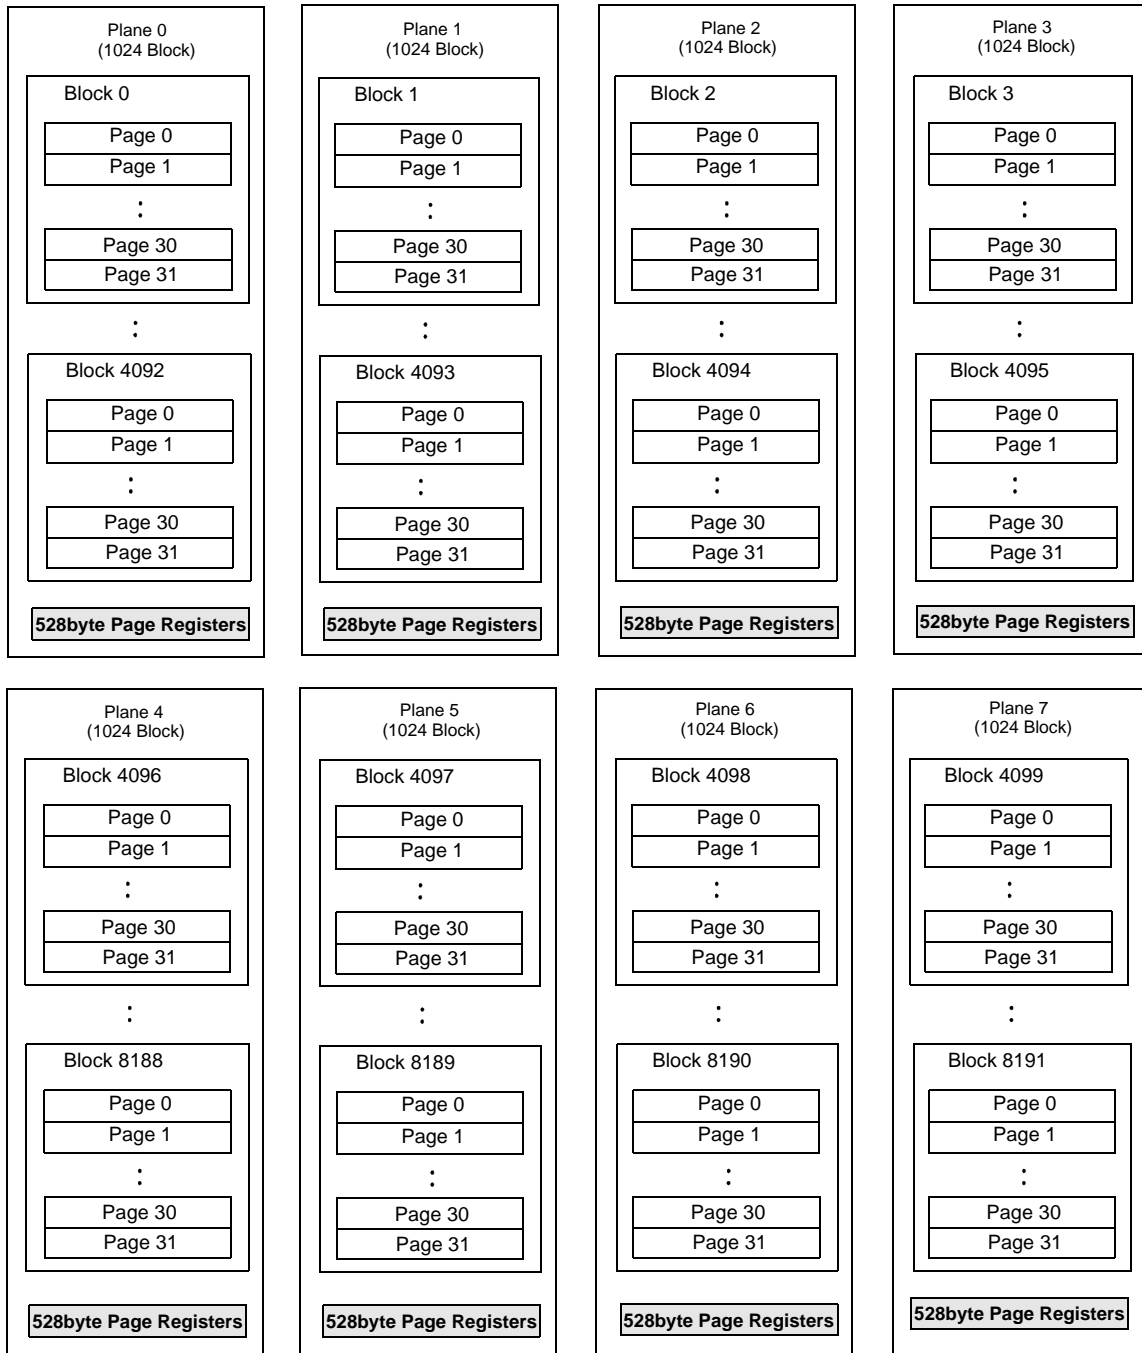 Plane 0
(1024 Block)
Block 0
Page 0
Page 1
:
Page 30
Page 31
:
Block 4092
Page 0
Page 1
:
Page 30
Page 31
528byte Page Registers
Plane 1
(1024 Block)
Block 1
Page 0
Page 1
:
Page 30
Page 31
:
Block 4093
Page 0
Page 1
:
Page 30
Page 31
528byte Page Registers
Plane 2
(1024 Block)
Block 2
Page 0
Page 1
:
Page 30
Page 31
:
Block 4094
Page 0
Page 1
:
Page 30
Page 31
528byte Page Registers
Plane 3
(1024 Block)
Block 3
Page 0
Page 1
:
Page 30
Page 31
:
Block 4095
Page 0
Page 1
:
Page 30
Page 31
528byte Page Registers
Plane 4
(1024 Block)
Block 4096
Page 0
Page 1
:
Page 30
Page 31
:
Block 8188
Page 0
Page 1
:
Page 30
Page 31
528byte Page Registers
Plane 5
(1024 Block)
Block 4097
Page 0
Page 1
:
Page 30
Page 31
:
Block 8189
Page 0
Page 1
:
Page 30
Page 31
528byte Page Registers
Plane 6
(1024 Block)
Block 4098
Page 0
Page 1
:
Page 30
Page 31
:
Block 8190
Page 0
Page 1
:
Page 30
Page 31
528byte Page Registers
Plane 7
(1024 Block)
Block 4099
Page 0
Page 1
:
Page 30
Page 31
:
Block 8191
Page 0
Page 1
:
Page 30
Page 31
528byte Page Registers